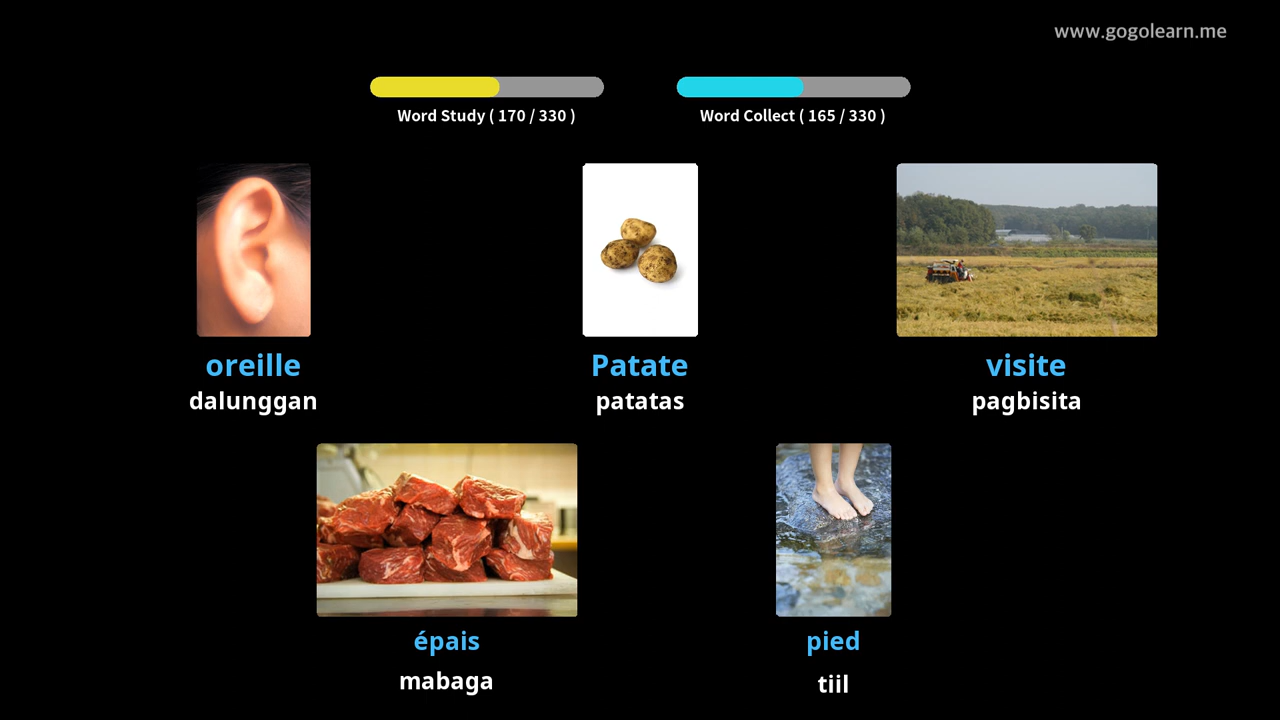 www.gogolearn.me
Word Study ( 170 / 330 )
Word Collect ( 165 / 330 )
oreille
dalunggan
Patate
patatas
visite
pagbisita
épais
mabaga
pied
tiil